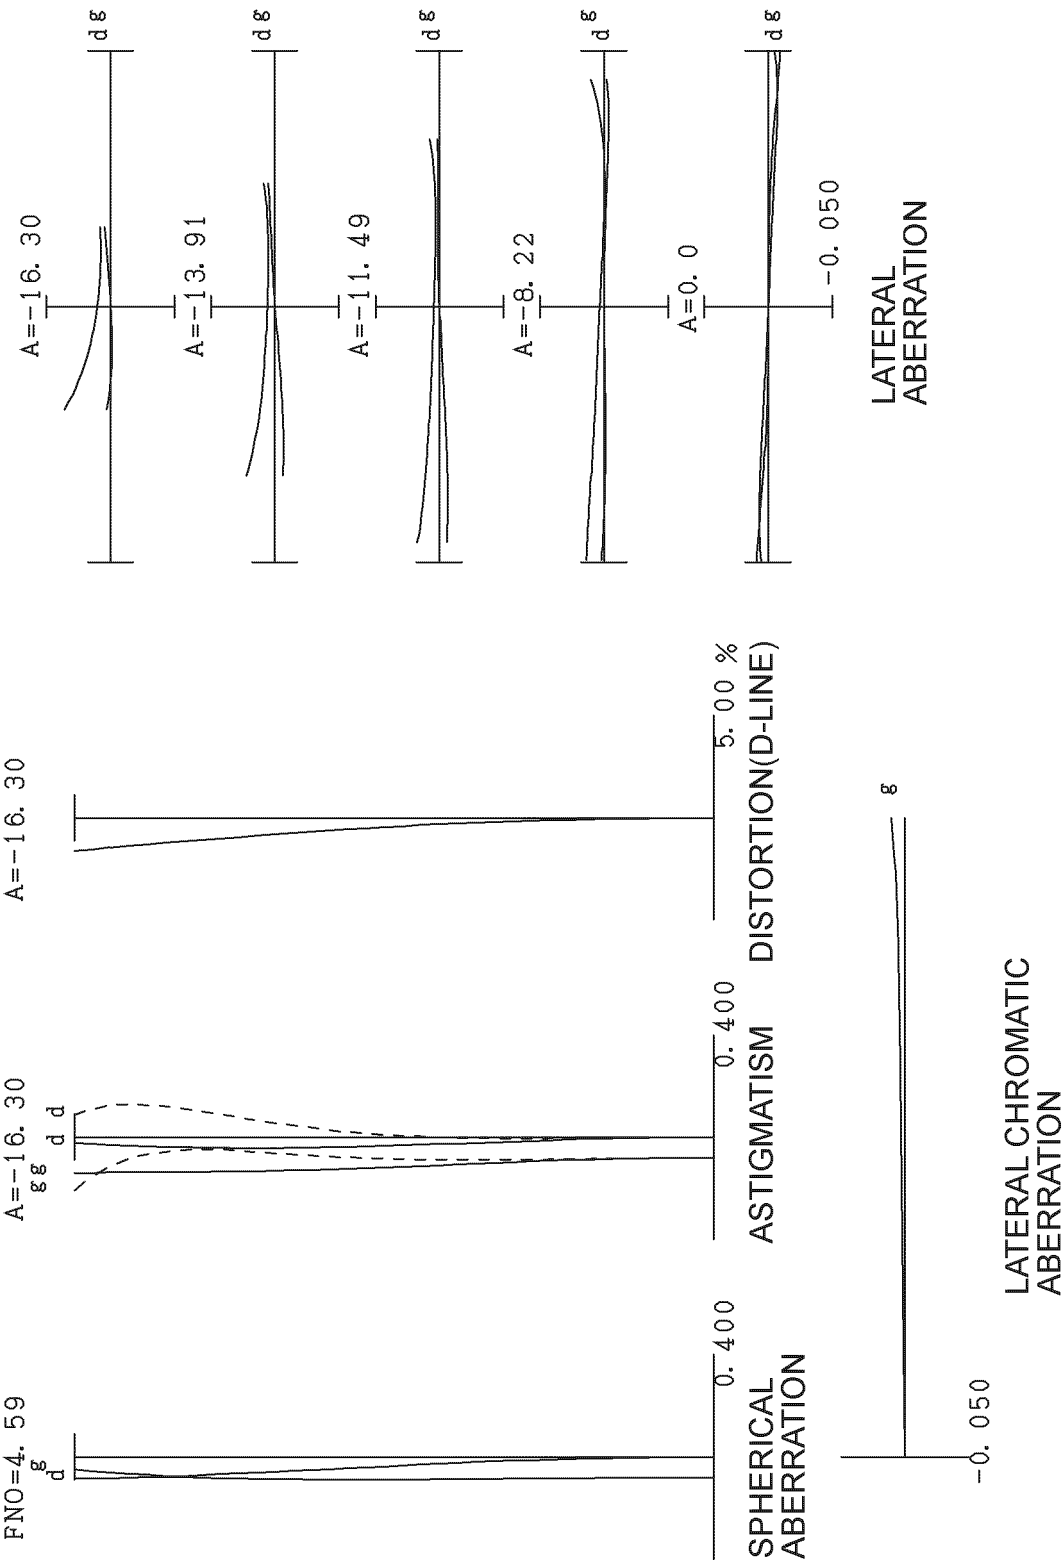 FNO=4. 59
g
d
0. 400
SPHERICAL
ABERRATION
A=-16. 30
g g
d d
0. 400
ASTIGMATISM
A=-16. 30
5. 00 %
DISTORTION(D-LINE)
A=-16. 30
d g
A=-13. 91
d g
A=-11. 49
d g
A=-8. 22
d g
A=0. 0
d g
-0. 050
LATERAL
ABERRATION
g
-0. 050
LATERAL CHROMATIC
ABERRATION